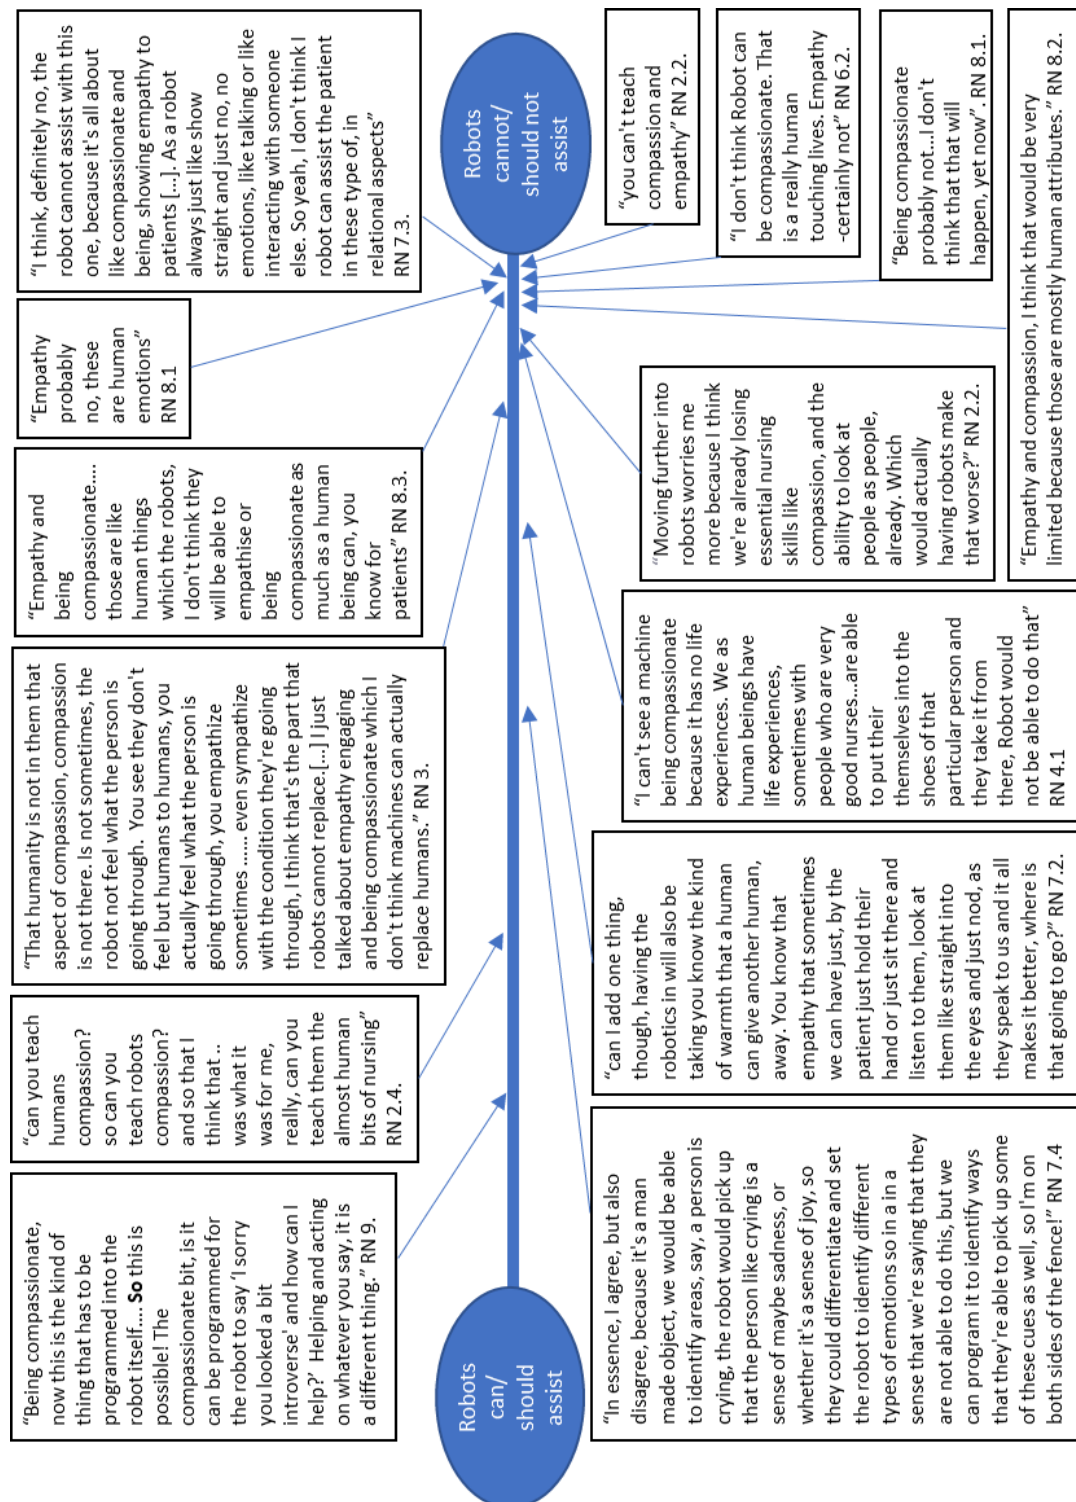 “Being compassionate,
now this is the kind of
thing that has to be
programmed into the
robot itself.... So this is
possible! The
compassionate bit, is it
can be programmed for
the robot to say ‘I sorry
you looked a bit
introverse’ and how can I
help?’ Helping and acting
on whatever you say, it is
a different thing.” RN 9.
“can you teach
humans
compassion?
so can you
teach robots
compassion?
and so that I
think that…
was what it
was for me,
really, can you
teach them the
almost human
bits of nursing”
RN 2.4.
“That humanity is not in them that
aspect of compassion, compassion
is not there. Is not sometimes, the
robot not feel what the person is
going through. You see they don't
feel but humans to humans, you
actually feel what the person is
going through, you empathize
sometimes …… even sympathize
with the condition they're going
through, I think that's the part that
robots cannot replace.[…] I just
talked about empathy engaging
and being compassionate which I
don't think machines can actually
replace humans.” RN 3.
“Empathy and
being
compassionate….
those are like
human things
which the robots,
I don't think they
will be able to
empathise or
being
compassionate as
much as a human
being can, you
know for
patients” RN 8.3.
“Empathy
probably
no, these
are human
emotions”
RN 8.1
“I think, definitely no, the
robot cannot assist with this
one, because it's all about
like compassionate and
being, showing empathy to
patients […]. As a robot
always just like show
straight and just no, no
emotions, like talking or like
interacting with someone
else. So yeah, I don't think I
robot can assist the patient
in these type of, in
relational aspects”
RN 7.3.
Robots
can/
should
assist
Robots
cannot/
should not
assist
“In essence, I agree, but also
disagree, because it's a man
made object, we would be able
to identify areas, say, a person is
crying, the robot would pick up
that the person like crying is a
sense of maybe sadness, or
whether it's a sense of joy, so
they could differentiate and set
the robot to identify different
types of emotions so in a in a
sense that we're saying that they
are not able to do this, but we
can program it to identify ways
that they're able to pick up some
of these cues as well, so I'm on
both sides of the fence!” RN 7.4
“can I add one thing,
though, having the
robotics in will also be
taking you know the kind
of warmth that a human
can give another human,
away. You know that
empathy that sometimes
we can have just, by the
patient just hold their
hand or just sit there and
listen to them, look at
them like straight into
the eyes and just nod, as
they speak to us and it all
makes it better, where is
that going to go?” RN 7.2.
“I can't see a machine
being compassionate
because it has no life
experiences. We as
human beings have
life experiences,
sometimes with
people who are very
good nurses...are able
to put their
themselves into the
shoes of that
particular person and
they take it from
there, Robot would
not be able to do that”
RN 4.1
“Moving further into
robots worries me
more because I think
we're already losing
essential nursing
skills like
compassion, and the
ability to look at
people as people,
already. Which
would actually
having robots make
that worse?” RN 2.2.
“you can't teach
compassion and
empathy” RN 2.2.
“I don't think Robot can
be compassionate. That
is a really human
touching lives. Empathy
-certainly not” RN 6.2.
“Being compassionate
probably not...I don't
think that that will
happen, yet now”. RN 8.1.
“Empathy and compassion, I think that would be very
limited because those are mostly human attributes.” RN 8.2.